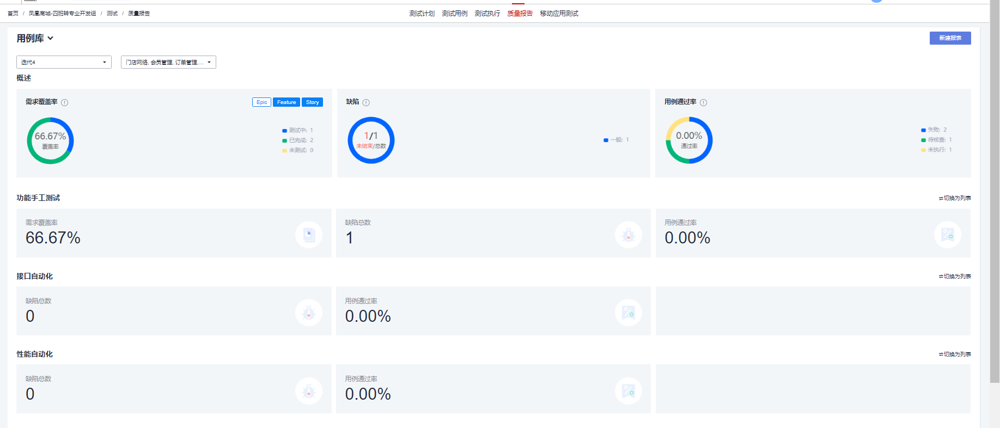 HUAWEI
首页 / 凤凰商城-四班转专业开发组 / 测试 / 质量报告
测试计划 测试用例 测试执行 质量报告 移动应用测试
用例库
新建报表
迭代4
门店网络, 会员管理, 订单管理,...
概述
需求覆盖率
Epic Feature Story
66.67%
覆盖率
测试中: 1
已完成: 2
未测试: 0
缺陷
1/1
未结束/总数
一般: 1
用例通过率
0.00%
通过率
失败: 2
待核查: 1
未执行: 1
功能手工测试
⇌切换为列表
需求覆盖率
66.67%
缺陷总数
1
用例通过率
0.00%
接口自动化
⇌切换为列表
缺陷总数
0
用例通过率
0.00%
性能自动化
⇌切换为列表
缺陷总数
0
用例通过率
0.00%